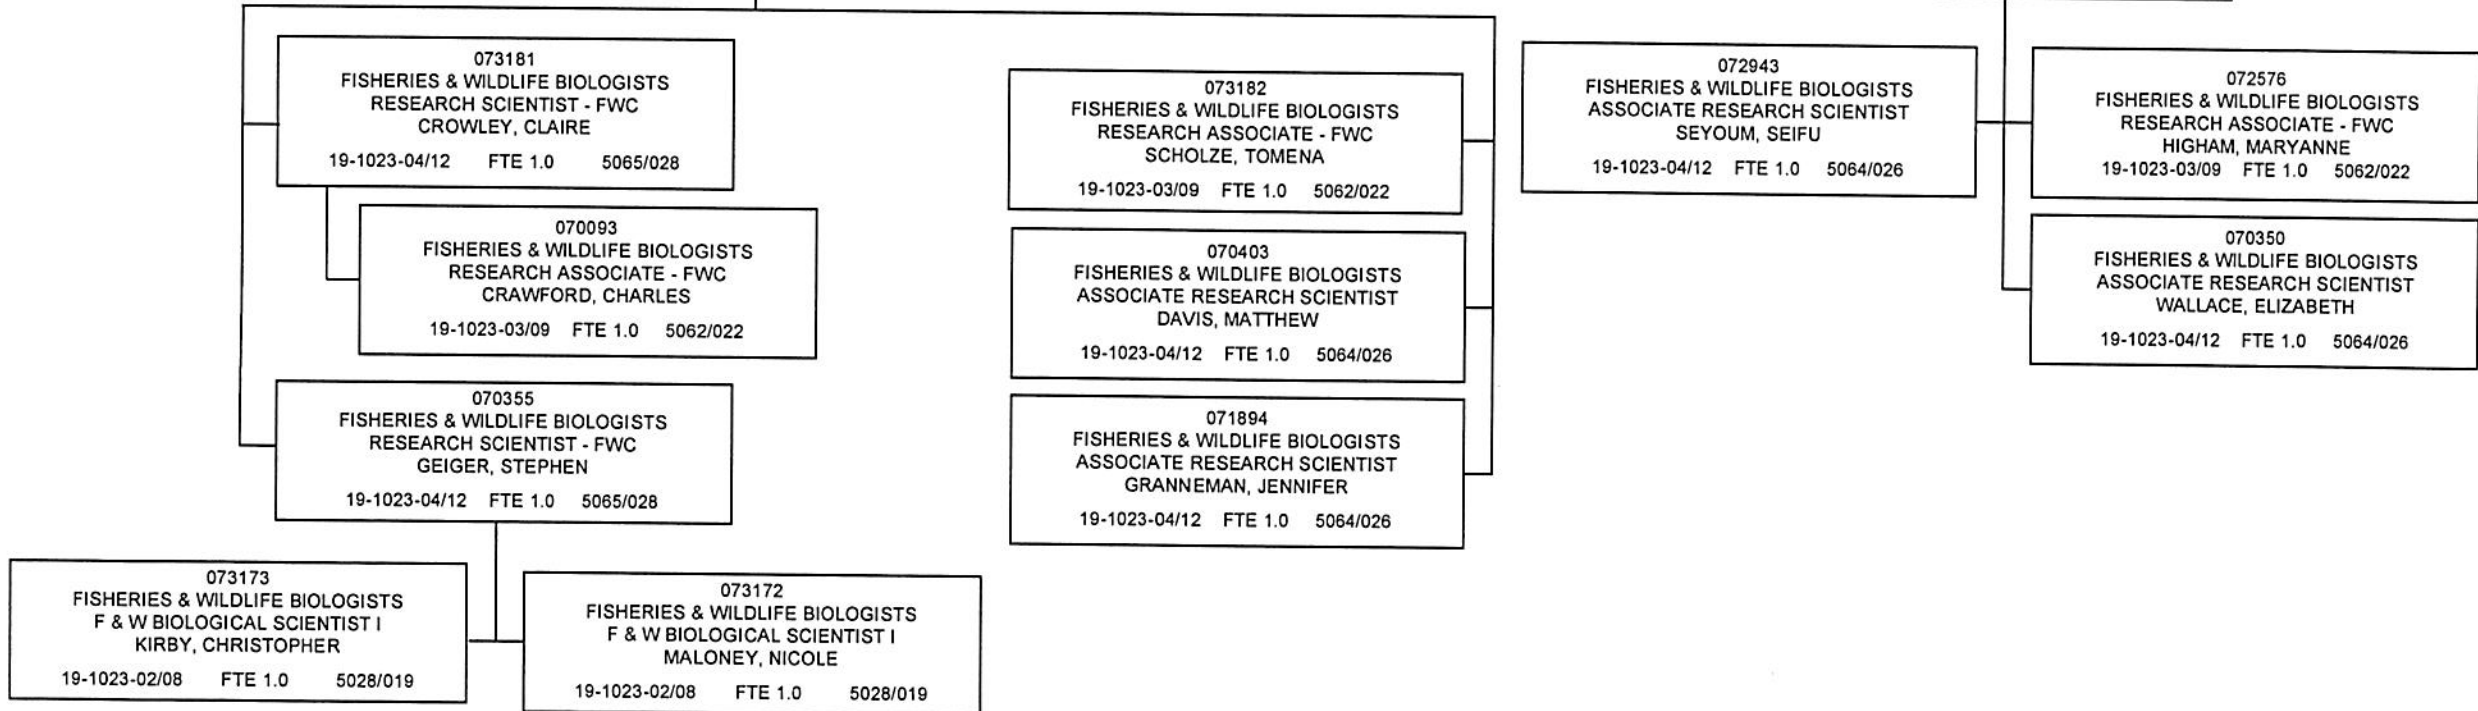 073181
FISHERIES & WILDLIFE BIOLOGISTS
RESEARCH SCIENTIST - FWC
CROWLEY, CLAIRE
19-1023-04/12 FTE 1.0 5065/028
070093
FISHERIES & WILDLIFE BIOLOGISTS
RESEARCH ASSOCIATE - FWC
CRAWFORD, CHARLES
19-1023-03/09 FTE 1.0 5062/022
070355
FISHERIES & WILDLIFE BIOLOGISTS
RESEARCH SCIENTIST - FWC
GEIGER, STEPHEN
19-1023-04/12 FTE 1.0 5065/028
073173
FISHERIES & WILDLIFE BIOLOGISTS
F & W BIOLOGICAL SCIENTIST I
KIRBY, CHRISTOPHER
19-1023-02/08 FTE 1.0 5028/019
073172
FISHERIES & WILDLIFE BIOLOGISTS
F & W BIOLOGICAL SCIENTIST I
MALONEY, NICOLE
19-1023-02/08 FTE 1.0 5028/019
073182
FISHERIES & WILDLIFE BIOLOGISTS
RESEARCH ASSOCIATE - FWC
SCHOLZE, TOMENA
19-1023-03/09 FTE 1.0 5062/022
070403
FISHERIES & WILDLIFE BIOLOGISTS
ASSOCIATE RESEARCH SCIENTIST
DAVIS, MATTHEW
19-1023-04/12 FTE 1.0 5064/026
071894
FISHERIES & WILDLIFE BIOLOGISTS
ASSOCIATE RESEARCH SCIENTIST
GRANNEMAN, JENNIFER
19-1023-04/12 FTE 1.0 5064/026
072943
FISHERIES & WILDLIFE BIOLOGISTS
ASSOCIATE RESEARCH SCIENTIST
SEYOUM, SEIFU
19-1023-04/12 FTE 1.0 5064/026
072576
FISHERIES & WILDLIFE BIOLOGISTS
RESEARCH ASSOCIATE - FWC
HIGHAM, MARYANNE
19-1023-03/09 FTE 1.0 5062/022
070350
FISHERIES & WILDLIFE BIOLOGISTS
ASSOCIATE RESEARCH SCIENTIST
WALLACE, ELIZABETH
19-1023-04/12 FTE 1.0 5064/026